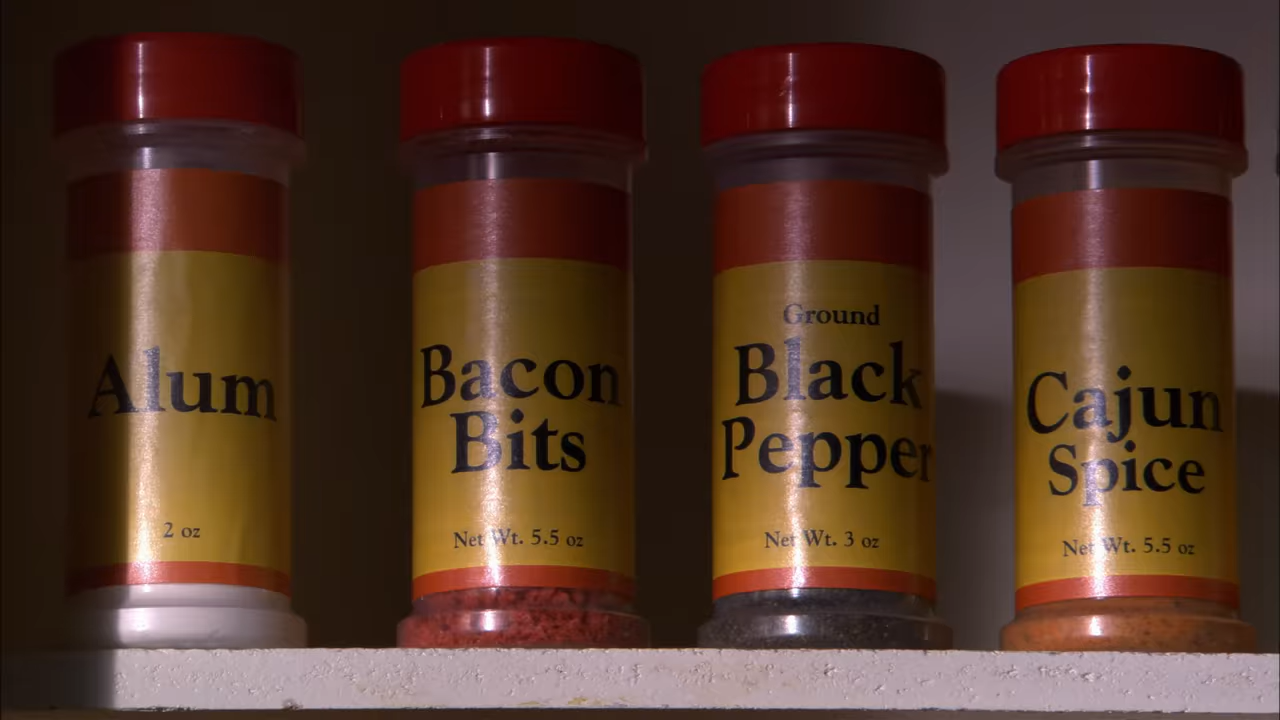 Alum
2 oz
Bacon
Bits
Net Wt. 5.5 oz
Ground
Black
Pepper
Net Wt. 3 oz
Cajun
Spice
Net Wt. 5.5 oz